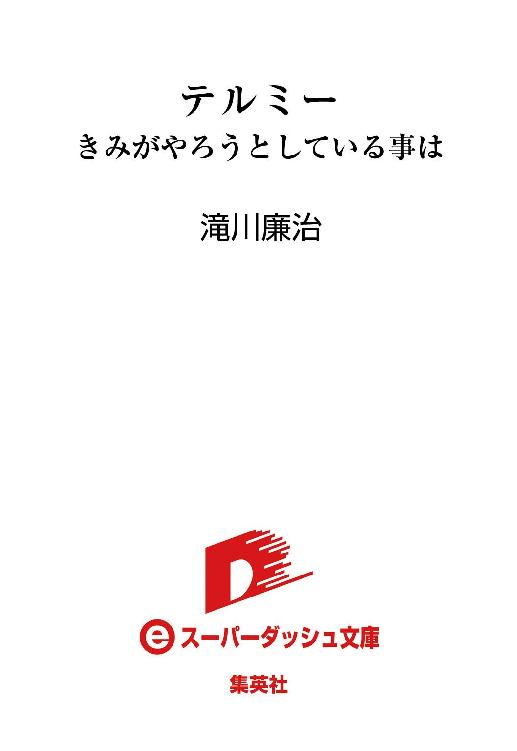 テルミー
きみがやろうとしている事は
滝川廉治
eスーパーダッシュ文庫
集英社